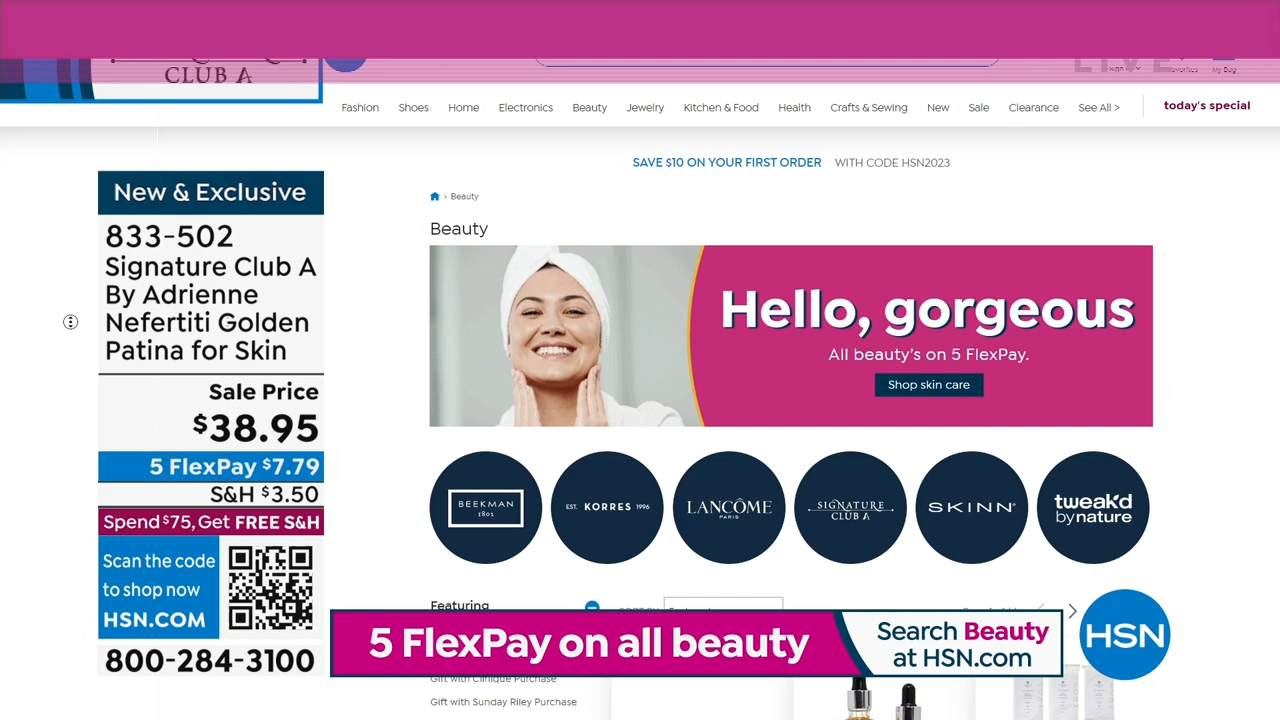 CLUB A
LIVE
My Bag
Fashion Shoes Home Electronics Beauty Jewelry Kitchen & Food Health Crafts & Sewing New Sale Clearance See All > today's special
SAVE $10 ON YOUR FIRST ORDER WITH CODE HSN2023
> Beauty
Beauty
New & Exclusive
833-502
Signature Club A
By Adrienne
Nefertiti Golden
Patina for Skin
Sale Price
$38.95
5 FlexPay $7.79
S&H $3.50
Spend $75, Get FREE S&H
Scan the code
to shop now
HSN.COM
800-284-3100
Hello, gorgeous
All beauty's on 5 FlexPay.
Shop skin care
BEEKMAN
1802
EST. KORRES 1996
LANCÔME
PARIS
SIGNATURE
CLUB A
SKINN
tweak'd
by nature
Featuring
5 FlexPay on all beauty
Search Beauty
at HSN.com
HSN
Gift with Clinique Purchase
Gift with Sunday Riley Purchase